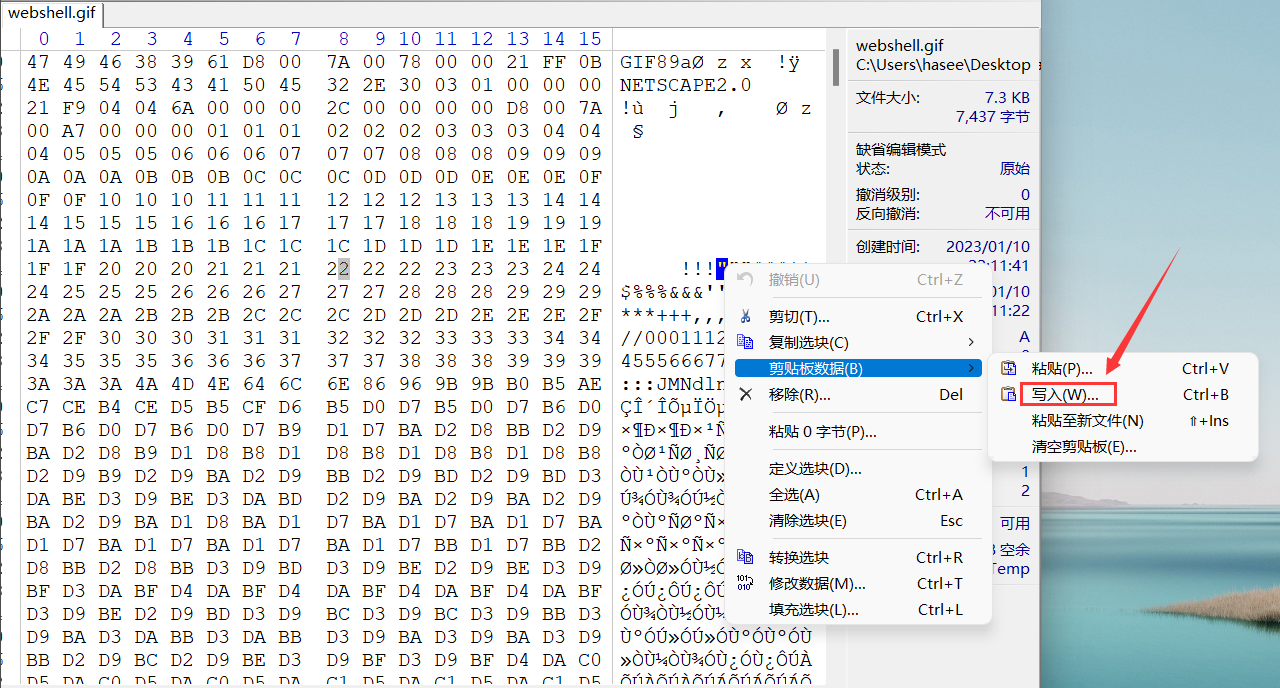 webshell.gif
0 1 2 3 4 5 6 7 8 9 10 11 12 13 14 15
47 49 46 38 39 61 D8 00 7A 00 78 00 00 21 FF 0B GIF89aØ z x !ÿ
4E 45 54 53 43 41 50 45 32 2E 30 03 01 00 00 00 NETSCAPE2.0
21 F9 04 04 6A 00 00 00 2C 00 00 00 00 D8 00 7A !ù j , Ø z
00 A7 00 00 00 01 01 01 02 02 02 03 03 03 04 04 §
04 05 05 05 06 06 06 07 07 07 08 08 08 09 09 09
0A 0A 0A 0B 0B 0B 0C 0C 0C 0D 0D 0D 0E 0E 0E 0F
0F 0F 10 10 10 11 11 11 12 12 12 13 13 13 14 14
14 15 15 15 16 16 16 17 17 17 18 18 18 19 19 19
1A 1A 1A 1B 1B 1B 1C 1C 1C 1D 1D 1D 1E 1E 1E 1F
1F 1F 20 20 20 21 21 21 22 22 22 23 23 23 24 24 !!!"
24 25 25 25 26 26 26 27 27 27 28 28 28 29 29 29 $%%%&&&''
2A 2A 2A 2B 2B 2B 2C 2C 2C 2D 2D 2D 2E 2E 2E 2F ***+++,,,
2F 2F 30 30 30 31 31 31 32 32 32 33 33 33 34 34 //0001112
34 35 35 35 36 36 36 37 37 37 38 38 38 39 39 39 455566677
3A 3A 3A 4A 4D 4E 64 6C 6E 86 96 9B 9B B0 B5 AE :::JMNdln
C7 CE B4 CE D5 B5 CF D6 B5 D0 D7 B5 D0 D7 B6 D0 ÇÎ´ÎÕµÏÖµ
D7 B6 D0 D7 B6 D0 D7 B9 D1 D7 BA D2 D8 BB D2 D9 ×¶Ð×¶Ð×¹Ñ
BA D2 D8 B9 D1 D8 B8 D1 D8 B8 D1 D8 B8 D1 D8 B8 ºÒØ¹ÑØ¸ÑØ
D2 D9 B9 D2 D9 BA D2 D9 BB D2 D9 BD D2 D9 BD D3 ÒÙ¹ÒÙºÒÙ»
DA BE D3 D9 BE D3 DA BD D2 D9 BA D2 D9 BA D2 D9 Ú¾ÓÙ¾ÓÚ½Ò
BA D2 D9 BA D1 D8 BA D1 D7 BA D1 D7 BA D1 D7 BA ºÒÙºÑØºÑ×
D1 D7 BA D1 D7 BA D1 D7 BA D1 D7 BB D1 D7 BB D2 Ñ×ºÑ×ºÑ×º
D8 BB D2 D8 BB D3 D9 BD D3 D9 BE D2 D9 BE D3 D9 Ø»ÒØ»ÓÙ½Ó
BF D3 DA BF D4 DA BF D4 DA BF D4 DA BF D4 DA BF ¿ÓÚ¿ÔÚ¿ÔÚ
D3 D9 BE D2 D9 BD D3 D9 BC D3 D9 BC D3 D9 BB D3 ÓÙ¾ÒÙ½ÓÙ¼
D9 BA D3 DA BB D3 DA BB D3 D9 BA D3 D9 BA D3 D9 ÙºÓÚ»ÓÚ»ÓÙºÓÙºÓÙ
BB D2 D9 BC D2 D9 BE D3 D9 BF D3 D9 BF D4 DA C0 »ÒÙ¼ÒÙ¾ÓÙ¿ÓÙ¿ÔÚÀ
D5 DA C0 D5 DA C0 D5 DA C1 D5 DA C1 D5 DA C1 D5 ÕÚÀÕÚÀÕÚÁÕÚÁÕÚÁÕ
webshell.gif
C:\Users\hasee\Desktop
文件大小: 7.3 KB
7,437 字节
缺省编辑模式
状态: 原始
撤消级别: 0
反向撤消: 不可用
创建时间: 2023/01/10
:11:41
01/10
11:22
A
1
2
可用
空余
Temp
撤消(U) Ctrl+Z
剪切(T)... Ctrl+X
复制选块(C)
剪贴板数据(B)
移除(R)... Del
粘贴 0 字节(P)...
定义选块(D)...
全选(A) Ctrl+A
清除选块(E) Esc
转换选块 Ctrl+R
修改数据(M)... Ctrl+T
填充选块(L)... Ctrl+L
粘贴(P)... Ctrl+V
写入(W)... Ctrl+B
粘贴至新文件(N) ⇑+Ins
清空剪贴板(E)...